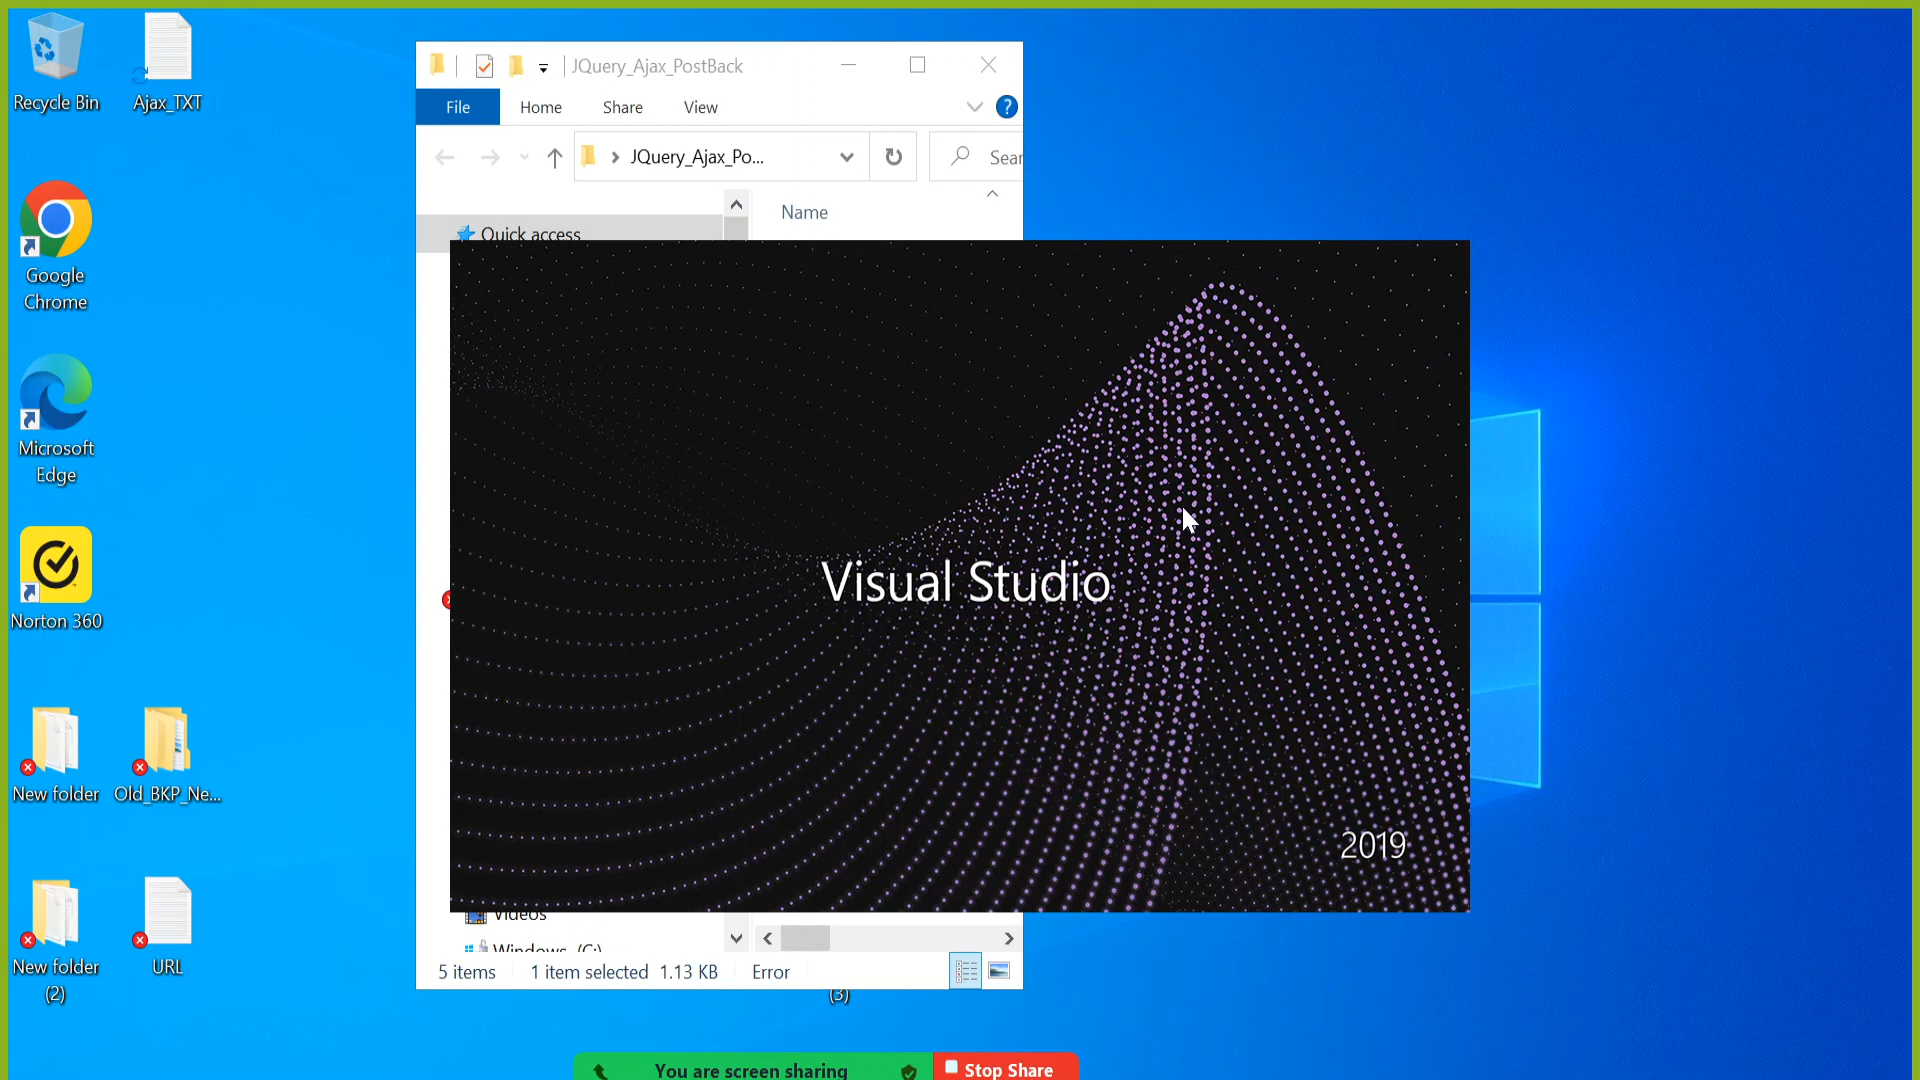 Recycle Bin
Ajax_TXT
Google
Chrome
Microsoft
Edge
Norton 360
New folder
Old_BKP_Ne...
New folder
(2)
URL
JQuery_Ajax_PostBack
File
Home
Share
View
?
JQuery_Ajax_Po...
Sear
Name
Quick access
Visual Studio
2019
Videos
Windows (C:)
5 items
1 item selected 1.13 KB
Error
(3)
You are screen sharing
Stop Share